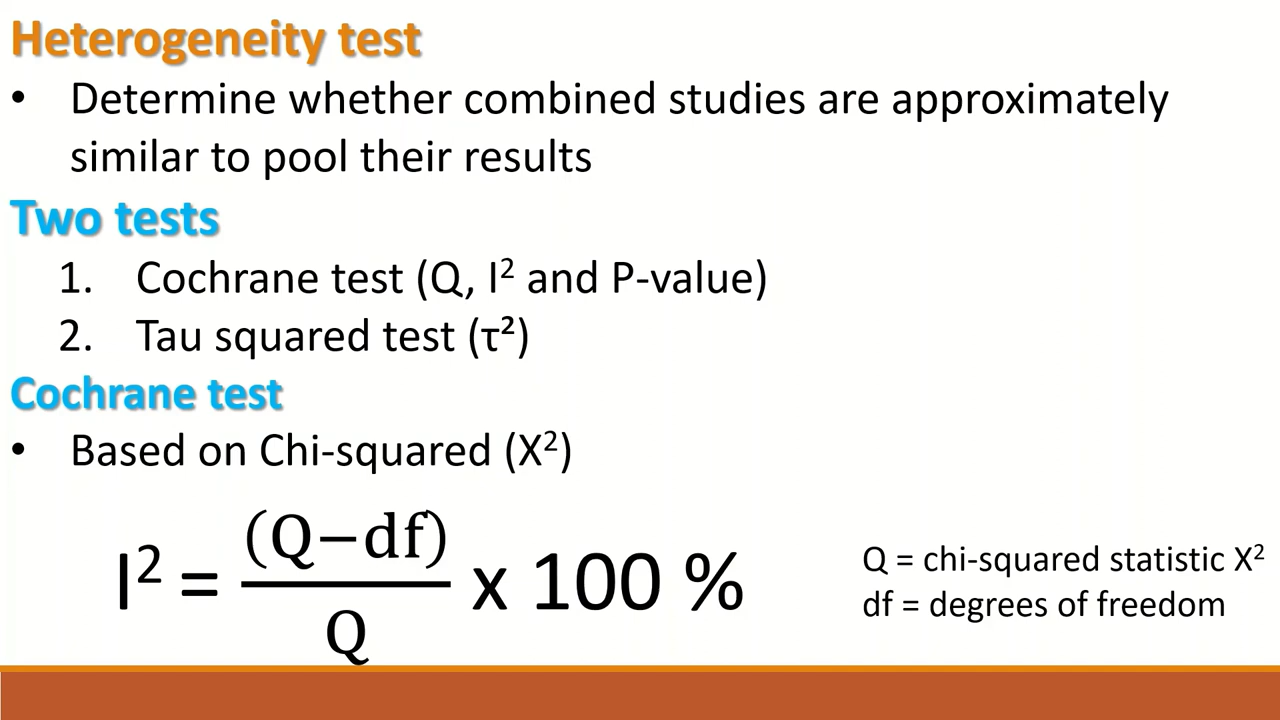 Heterogeneity test
• Determine whether combined studies are approximately
similar to pool their results
Two tests
1. Cochrane test (Q, I² and P-value)
2. Tau squared test (τ²)
Cochrane test
• Based on Chi-squared (X²)
I² = (Q−df) / Q x 100 %
Q = chi-squared statistic X²
df = degrees of freedom